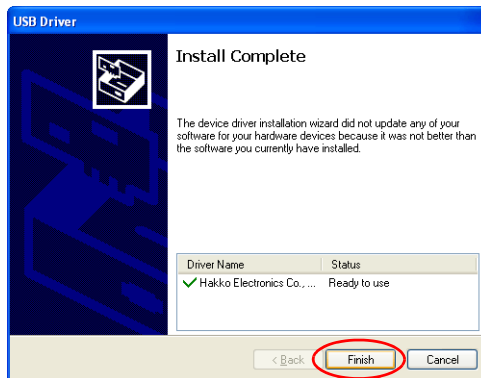 USB Driver
Install Complete
The device driver installation wizard did not update any of your
software for your hardware devices because it was not better than
the software you currently have installed.
Driver Name Status
Hakko Electronics Co., ... Ready to use
< Back Finish Cancel